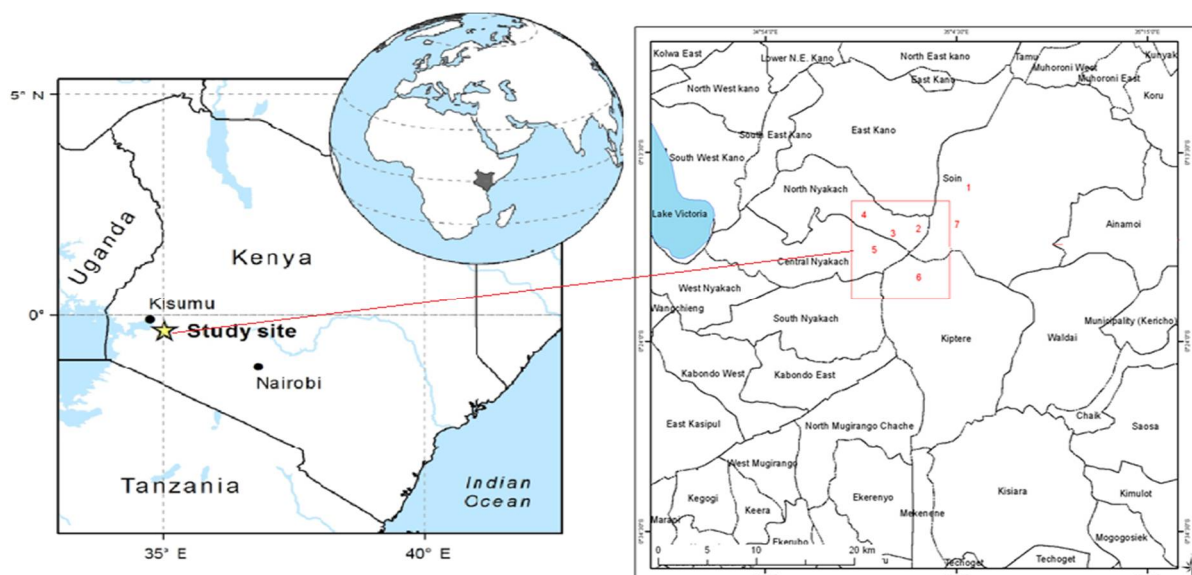 5° N
Uganda
Kenya
Kisumu
0°
Study site
Nairobi
Tanzania
Indian
Ocean
35° E
40° E
Kolwa East
Lower N.E. Kano
North East kano
Tamu
Muhoroni West
Kunyak
North West kano
East Kano
Muhoroni East
Koru
South East Kano
East Kano
South West Kano
Soin
1
North Nyakach
Lake Victoria
4
2
7
Ainamoi
3
5
Central Nyakach
6
West Nyakach
Wangchieng
South Nyakach
Municipality (Kericho)
Kiptere
Waldai
Kabondo West
Kabondo East
Chaik
East Kasipul
North Mugirango Chache
Saosa
West Mugirango
Kegogi
Keera
Ekerenyo
Kisiara
Kimulot
Marani
Mekenene
Mogogosiek
Ekerubo
0 5 10 20 km
Techoget
Techoget